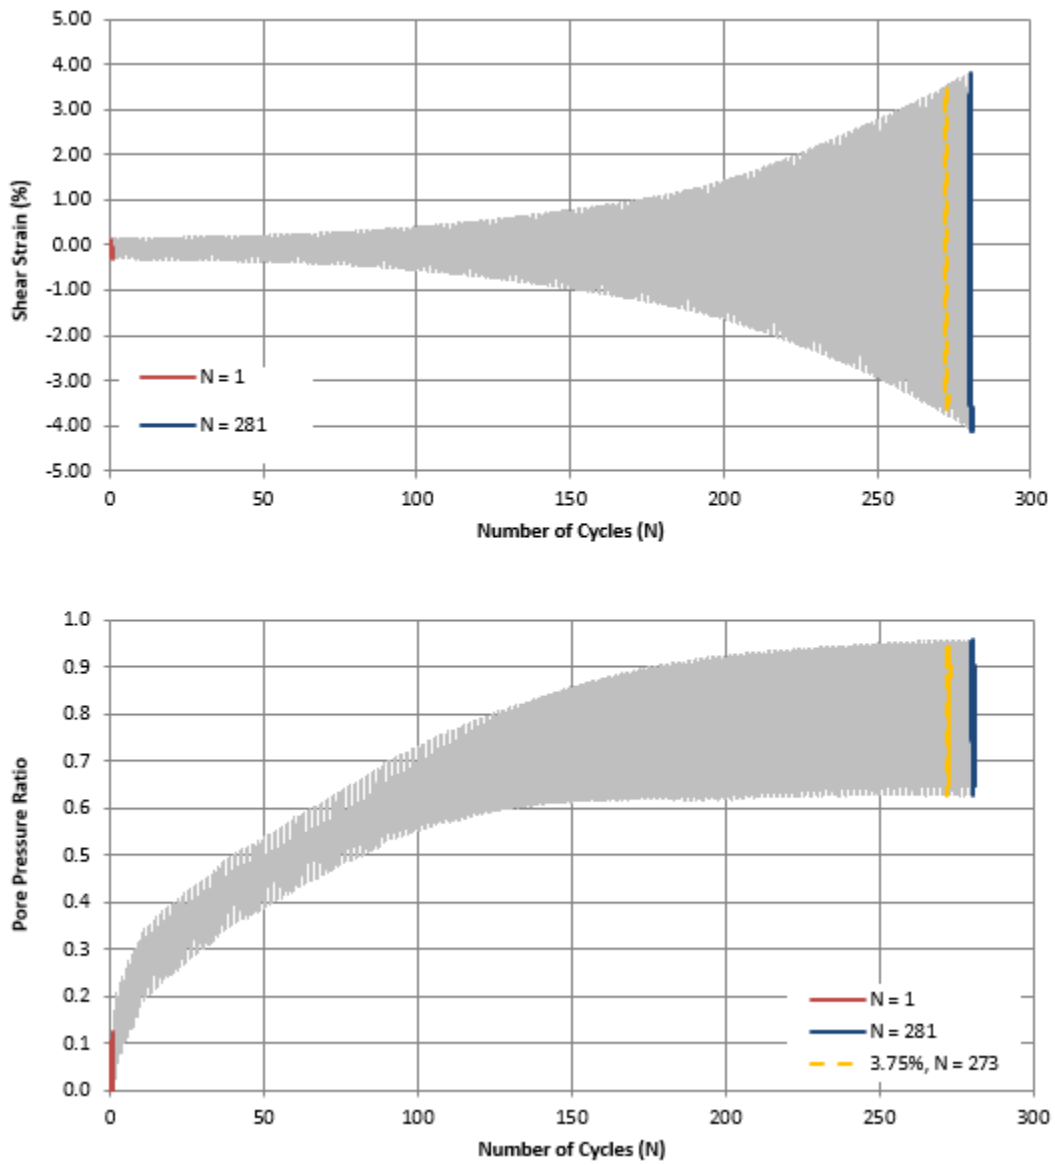 5.00
4.00
3.00
2.00
1.00
0.00
-1.00
-2.00
-3.00
-4.00
-5.00
Shear Strain (%)
N = 1
N = 281
0 50 100 150 200 250 300
Number of Cycles (N)
1.0
0.9
0.8
0.7
0.6
0.5
0.4
0.3
0.2
0.1
0.0
Pore Pressure Ratio
N = 1
N = 281
3.75%, N = 273
0 50 100 150 200 250 300
Number of Cycles (N)